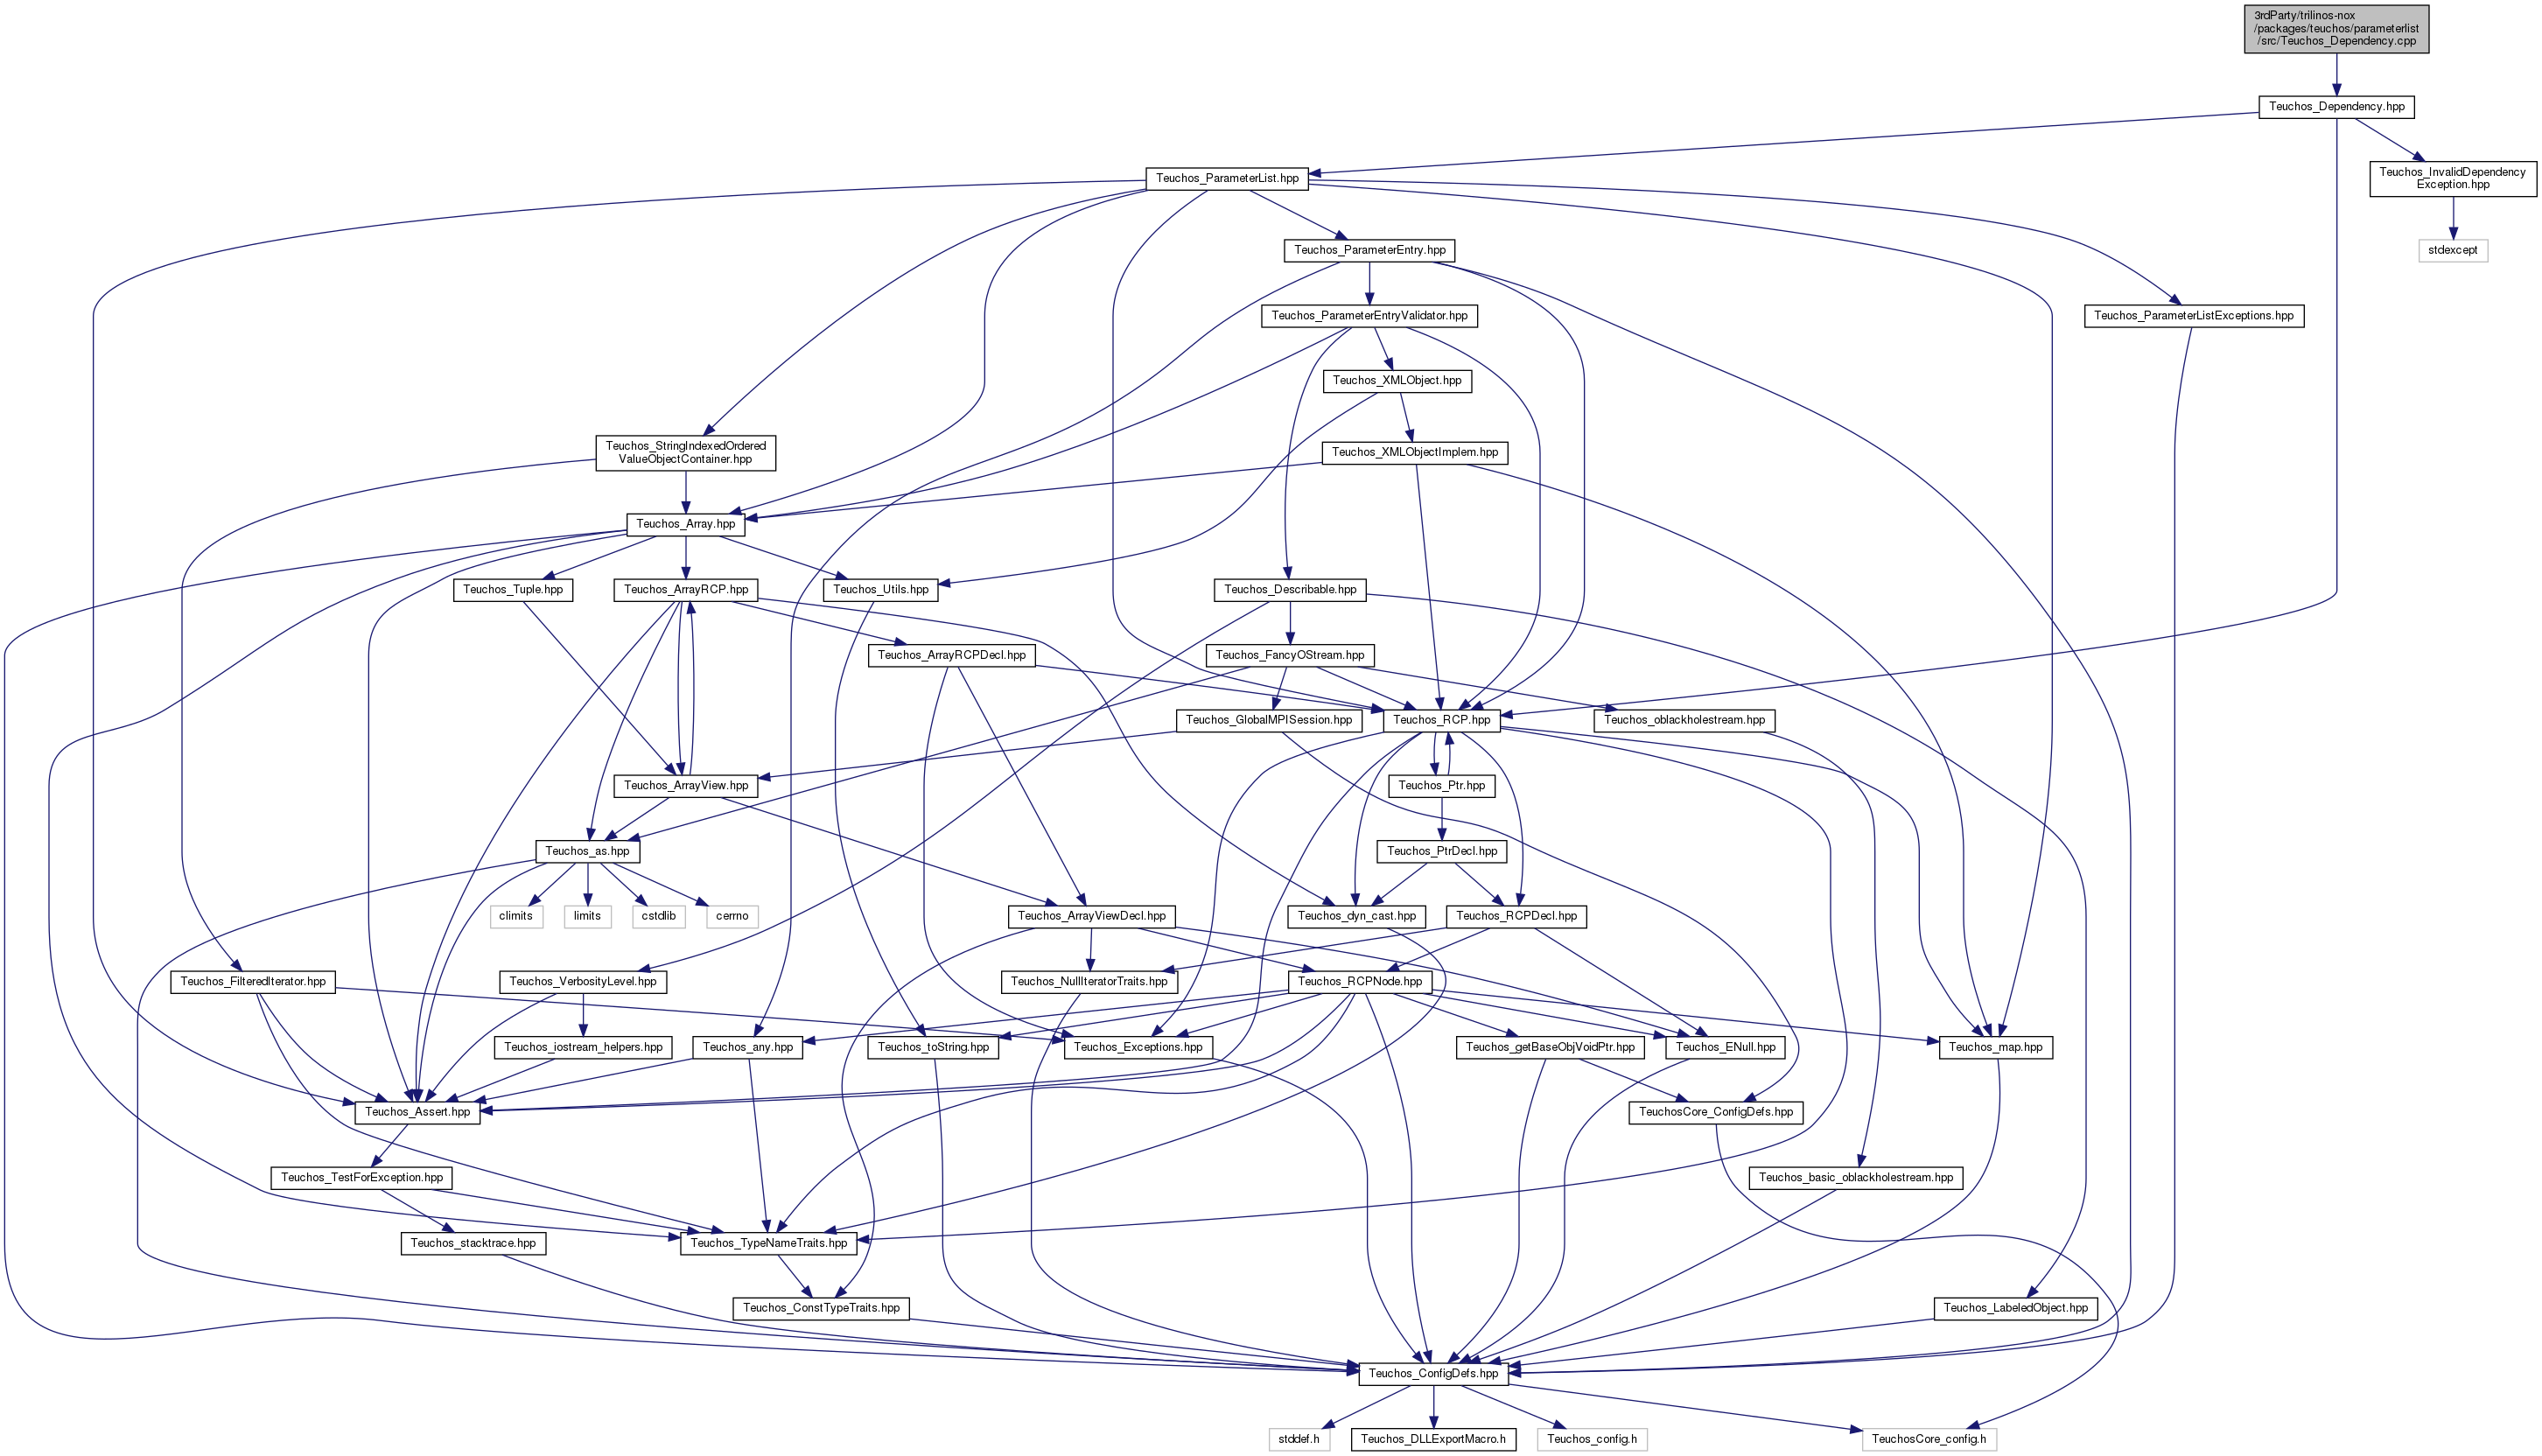 3rdParty/trilinos-nox
/packages/teuchos/parameterlist
/src/Teuchos_Dependency.cpp
Teuchos_Dependency.hpp
Teuchos_ParameterList.hpp
Teuchos_InvalidDependency
Exception.hpp
Teuchos_ParameterEntry.hpp
stdexcept
Teuchos_ParameterEntryValidator.hpp
Teuchos_ParameterListExceptions.hpp
Teuchos_XMLObject.hpp
Teuchos_StringIndexedOrdered
ValueObjectContainer.hpp
Teuchos_XMLObjectImplem.hpp
Teuchos_Array.hpp
Teuchos_Tuple.hpp
Teuchos_ArrayRCP.hpp
Teuchos_Utils.hpp
Teuchos_Describable.hpp
Teuchos_ArrayRCPDecl.hpp
Teuchos_FancyOStream.hpp
Teuchos_GlobalMPISession.hpp
Teuchos_RCP.hpp
Teuchos_oblackholestream.hpp
Teuchos_ArrayView.hpp
Teuchos_Ptr.hpp
Teuchos_as.hpp
Teuchos_PtrDecl.hpp
climits
limits
cstdlib
cerrno
Teuchos_ArrayViewDecl.hpp
Teuchos_dyn_cast.hpp
Teuchos_RCPDecl.hpp
Teuchos_FilteredIterator.hpp
Teuchos_VerbosityLevel.hpp
Teuchos_NullIteratorTraits.hpp
Teuchos_RCPNode.hpp
Teuchos_iostream_helpers.hpp
Teuchos_any.hpp
Teuchos_toString.hpp
Teuchos_Exceptions.hpp
Teuchos_getBaseObjVoidPtr.hpp
Teuchos_ENull.hpp
Teuchos_map.hpp
Teuchos_Assert.hpp
TeuchosCore_ConfigDefs.hpp
Teuchos_TestForException.hpp
Teuchos_basic_oblackholestream.hpp
Teuchos_stacktrace.hpp
Teuchos_TypeNameTraits.hpp
Teuchos_ConstTypeTraits.hpp
Teuchos_LabeledObject.hpp
Teuchos_ConfigDefs.hpp
stddef.h
Teuchos_DLLExportMacro.h
Teuchos_config.h
TeuchosCore_config.h